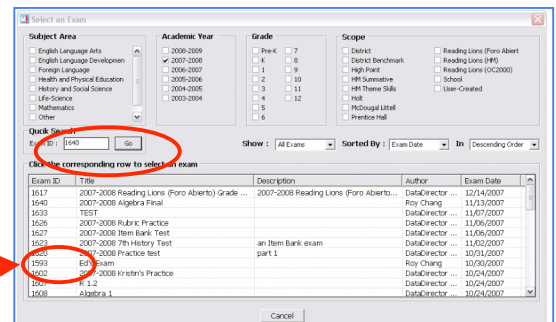 Select an Exam
Subject Area
English Language Arts
English Language Developmen
Foreign Language
Health and Physical Education
History and Social Science
Life-Science
Mathematics
Other
Academic Year
2008-2009
2007-2008
2006-2007
2005-2006
2004-2005
2003-2004
Grade
Pre-K 7
K 8
1 9
2 10
3 11
4 12
5
6
Scope
District
District Benchmark
High Point
HM Summative
HM Theme Skills
Holt
McDougal Littell
Prentice Hall
Reading Lions (Foro Abiert
Reading Lions (HM)
Reading Lions (OC2000)
School
User-Created
Qucik Search
Exam ID : 1640 Go Show : All Exams Sorted By : Exam Date In Descending Order
Click the corresponding row to select an exam
Exam ID Title Description Author Exam Date
1617 2007-2008 Reading Lions (Foro Abierto) Grade ... 2007-2008 Reading Lions (Foro Abierto... DataDirector ... 12/14/2007
1640 2007-2008 Algebra Final Roy Chang 11/13/2007
1633 TEST DataDirector ... 11/07/2007
1626 2007-2008 Rubric Practice DataDirector ... 11/06/2007
1627 2007-2008 Item Bank Test DataDirector ... 11/06/2007
1623 2007-2008 7th History Test an Item Bank exam DataDirector ... 11/02/2007
1620 2007-2008 Practice test part 1 DataDirector ... 10/31/2007
1593 Ed's Exam Roy Chang 10/30/2007
1602 2007-2008 Kristin's Practice DataDirector ... 10/24/2007
1607 R 1.2 DataDirector ... 10/24/2007
1608 Algebra 1 DataDirector ... 10/24/2007
Cancel